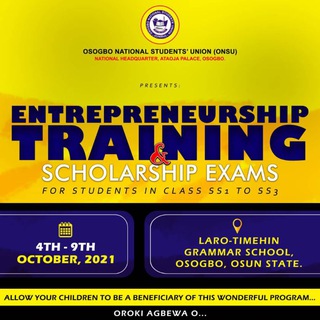 OSOGBO NATIONAL STUDENTS' UNION (ONSU)
NATIONAL HEADQUARTER, ATAOJA PALACE, OSOGBO.
PRESENTS:
ENTREPRENEURSHIP
TRAINING
&
SCHOLARSHIP EXAMS
FOR STUDENTS IN CLASS SS1 TO SS3
4TH - 9TH
OCTOBER, 2021
LARO-TIMEHIN
GRAMMAR SCHOOL,
OSOGBO, OSUN STATE.
ALLOW YOUR CHILDREN TO BE A BENEFICIARY OF THIS WONDERFUL PROGRAM...
OROKI AGBEWA O...